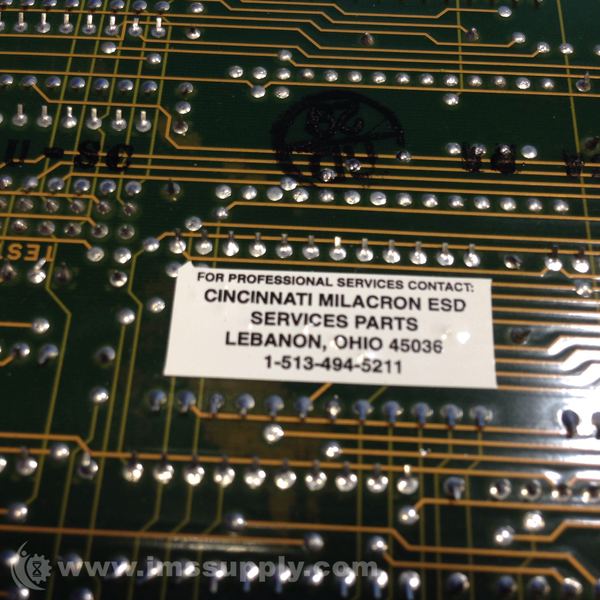 TEST
FOR PROFESSIONAL SERVICES CONTACT:
CINCINNATI MILACRON ESD
SERVICES PARTS
LEBANON, OHIO 45036
1-513-494-5211
www.imssupply.com